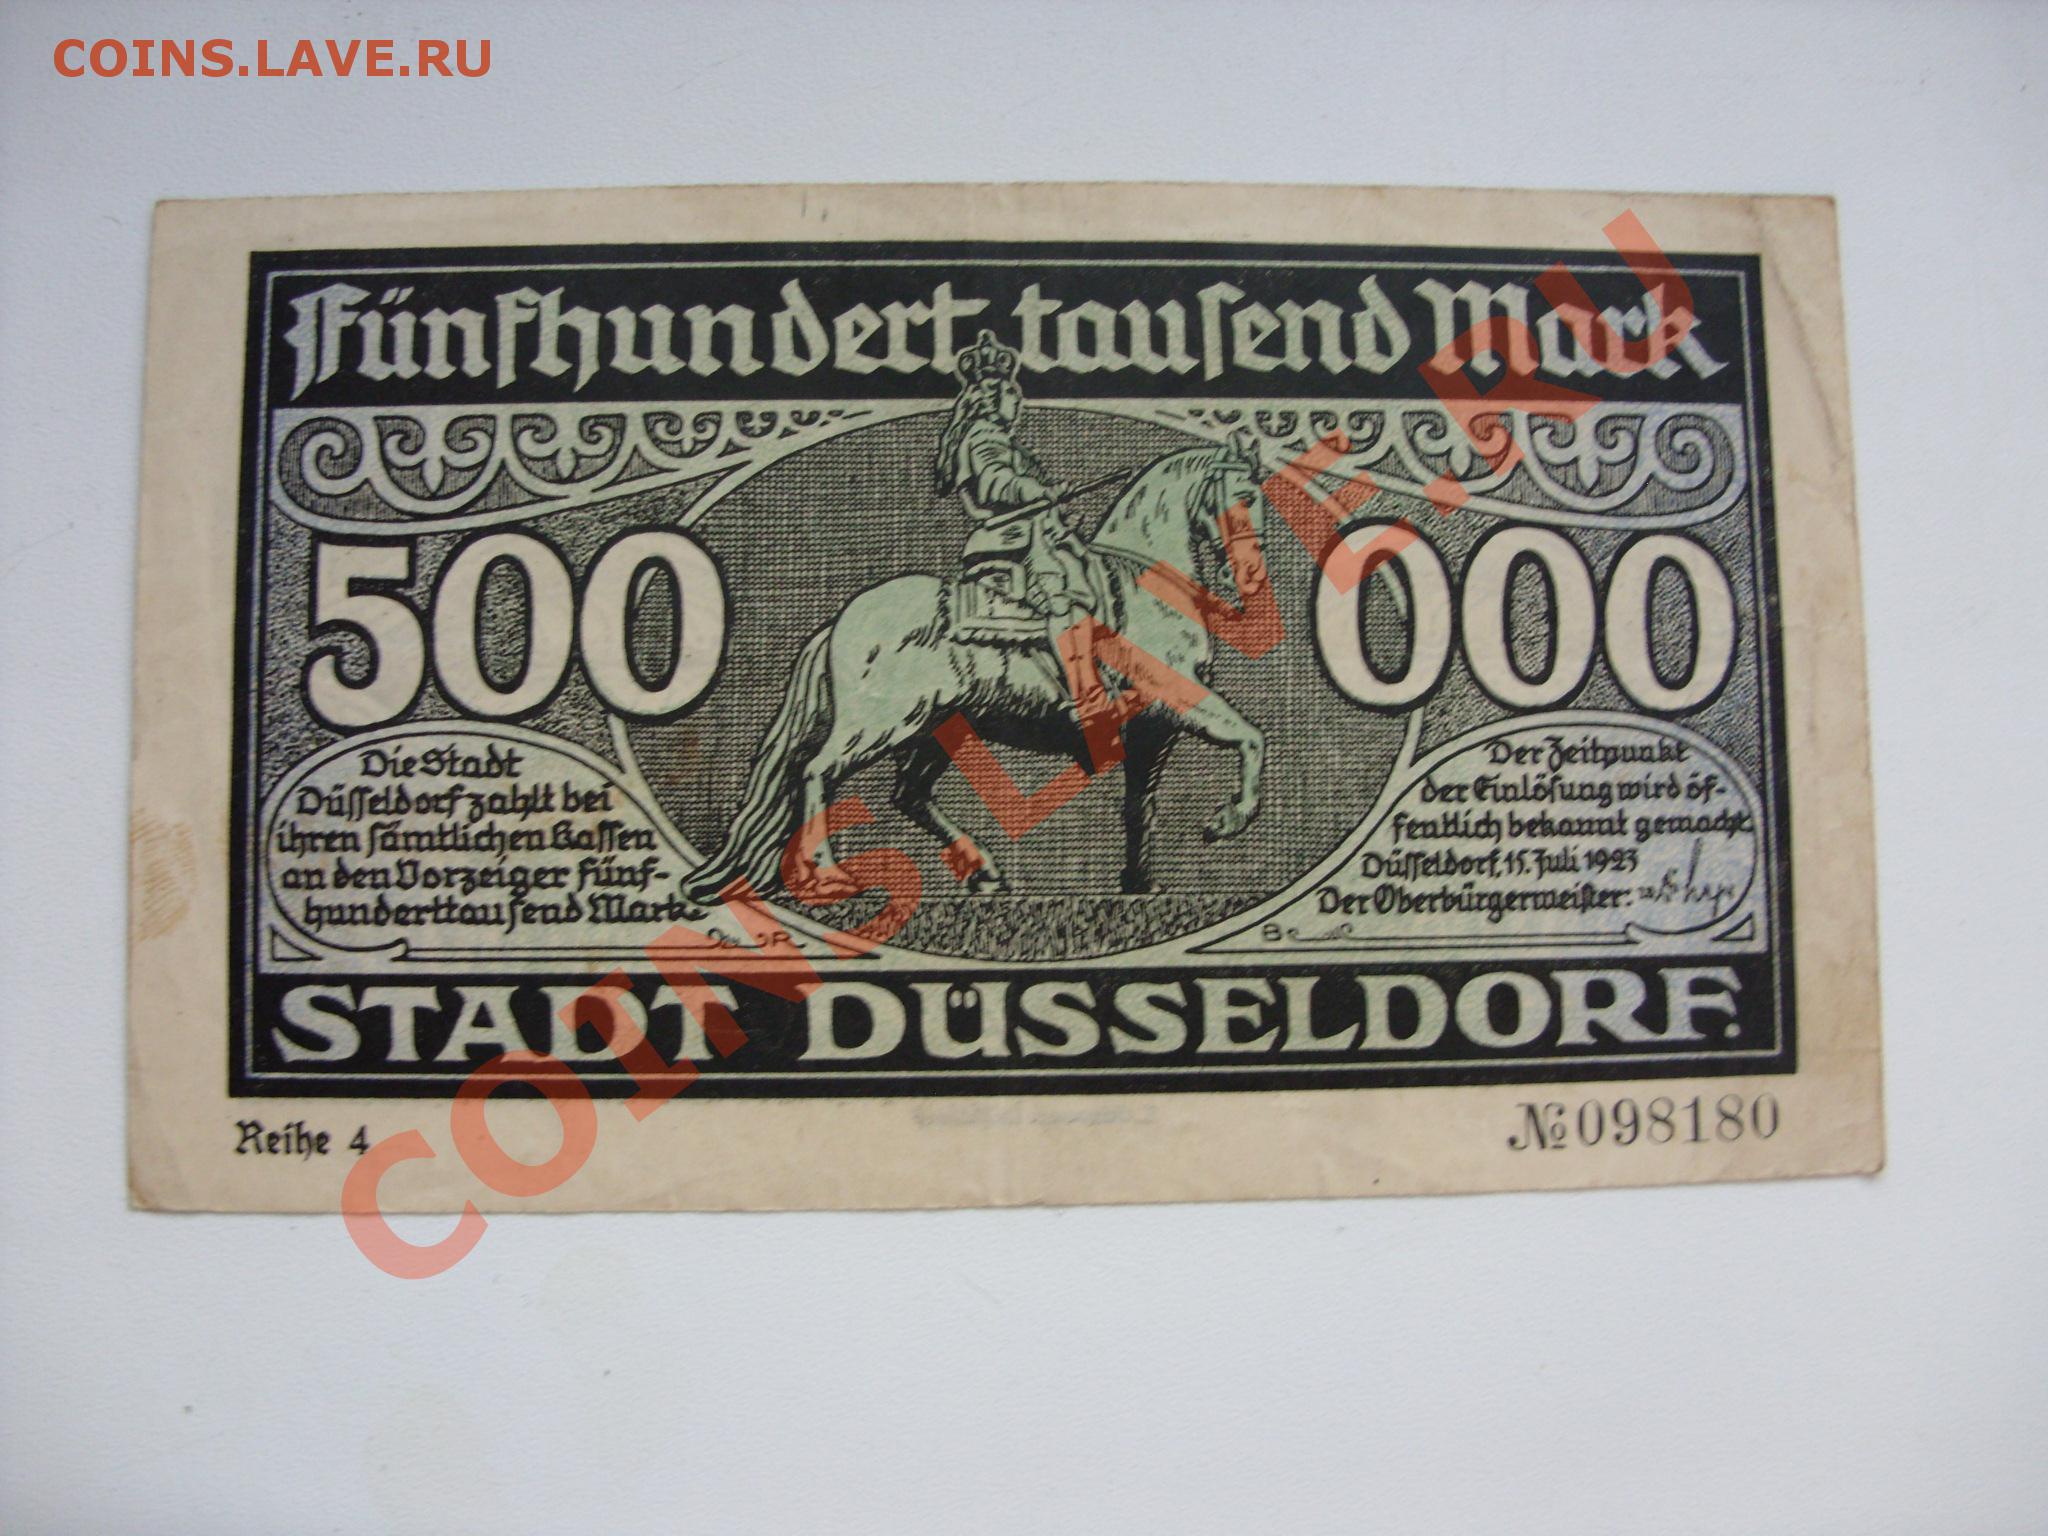 COINS.LAVE.RU
Fünfhundert tausend Mark
500 000
Die Stadt
Düsseldorf zahlt bei
ihren sämtlichen Kassen
an den Vorzeiger fünf-
hunderttausend Mark
Der Zeitpunkt
der Einlösung wird öf-
fentlich bekannt gemacht.
Düsseldorf, 15. Juli 1923
Der Oberbürgermeister:
STADT DÜSSELDORF.
Reihe 4
№ 098180
COINS.LAVE.RU